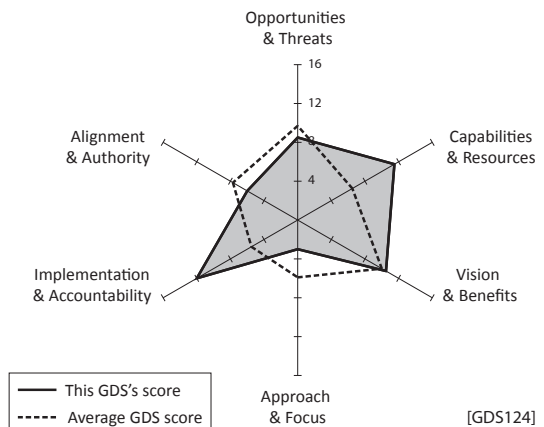 Opportunities
& Threats
16
12
8
4
Alignment
& Authority
Capabilities
& Resources
Implementation
& Accountability
Vision
& Benefits
Approach
& Focus
This GDS's score
Average GDS score
[GDS124]